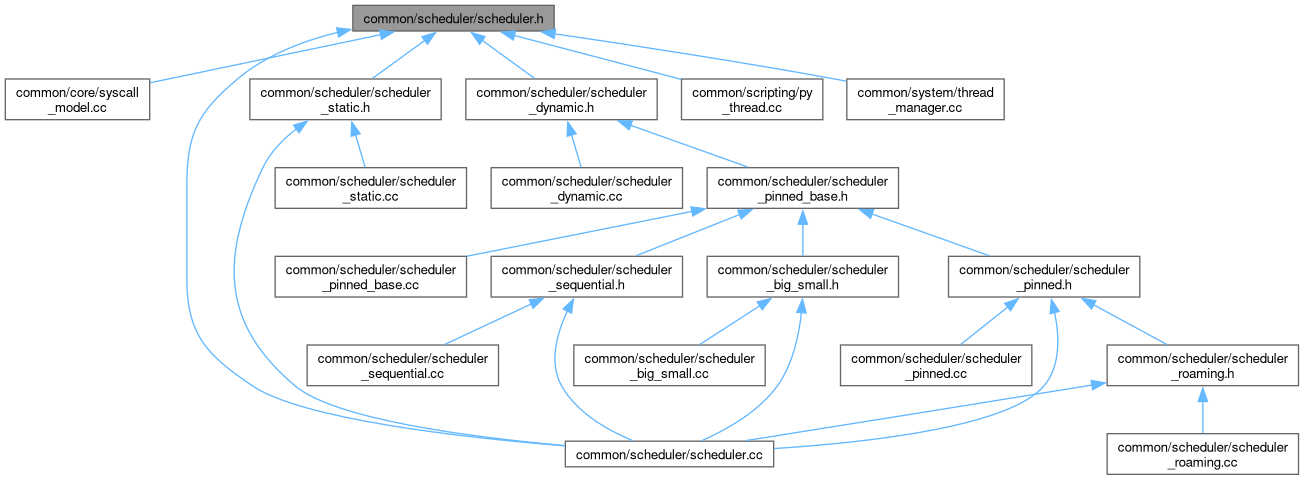 common/scheduler/scheduler.h
common/core/syscall
_model.cc
common/scheduler/scheduler
_static.h
common/scheduler/scheduler
_dynamic.h
common/scripting/py
_thread.cc
common/system/thread
_manager.cc
common/scheduler/scheduler
_static.cc
common/scheduler/scheduler
_dynamic.cc
common/scheduler/scheduler
_pinned_base.h
common/scheduler/scheduler
_pinned_base.cc
common/scheduler/scheduler
_sequential.h
common/scheduler/scheduler
_big_small.h
common/scheduler/scheduler
_pinned.h
common/scheduler/scheduler
_sequential.cc
common/scheduler/scheduler
_big_small.cc
common/scheduler/scheduler
_pinned.cc
common/scheduler/scheduler
_roaming.h
common/scheduler/scheduler.cc
common/scheduler/scheduler
_roaming.cc